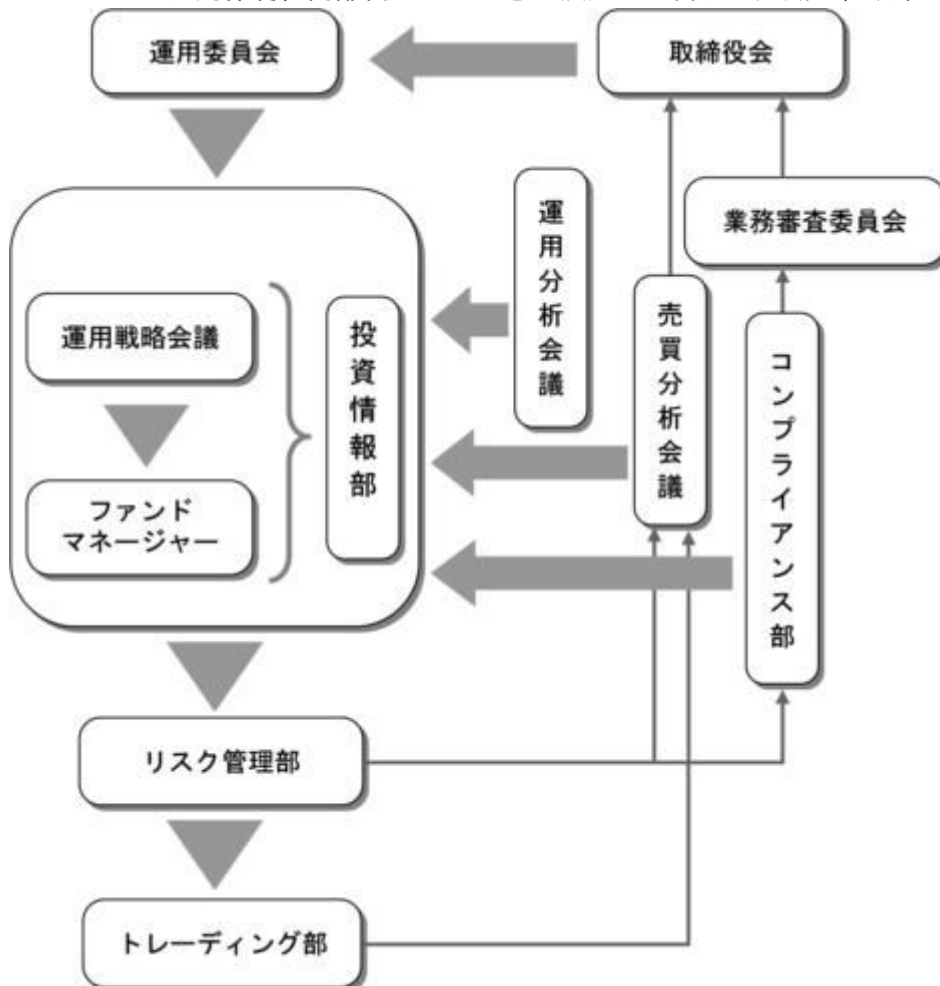 運用委員会
取締役会
運用分析会議
業務審査委員会
売買分析会議
コンプライアンス部
運用戦略会議
投資情報部
ファンド
マネージャー
リスク管理部
トレーディング部